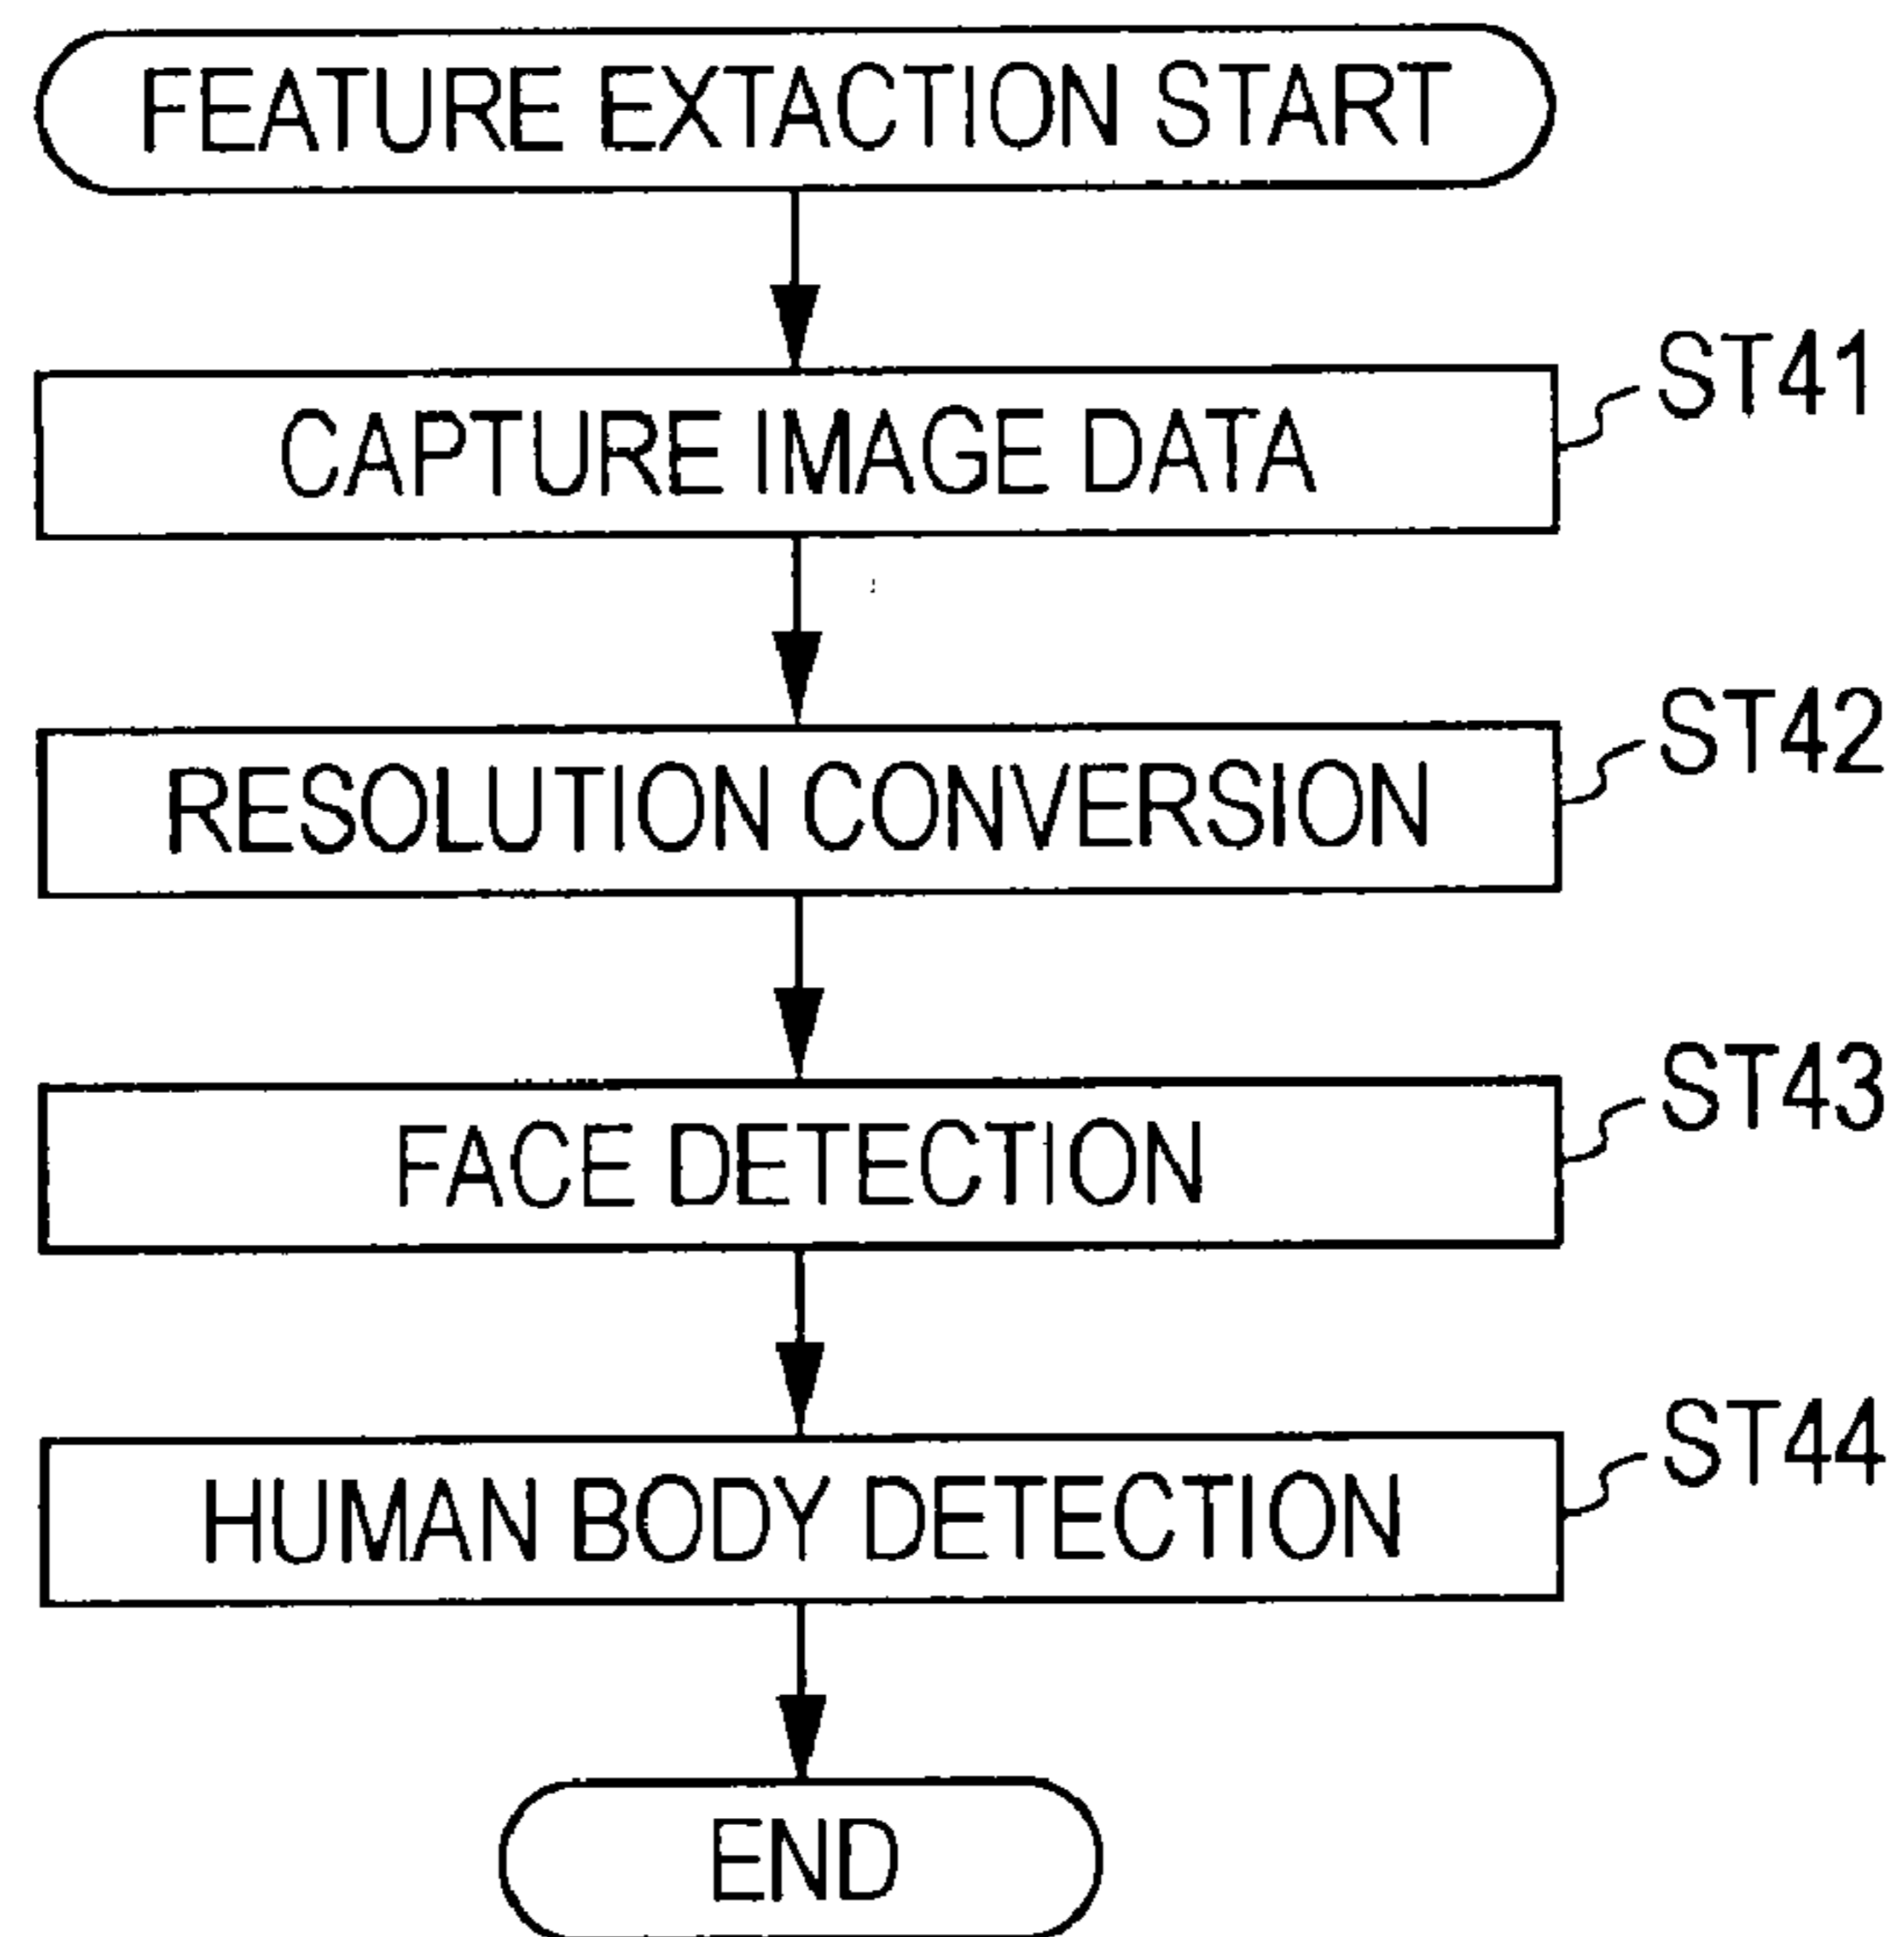 FEATURE EXTACTION START
CAPTURE IMAGE DATA
ST41
RESOLUTION CONVERSION
ST42
FACE DETECTION
ST43
HUMAN BODY DETECTION
ST44
END